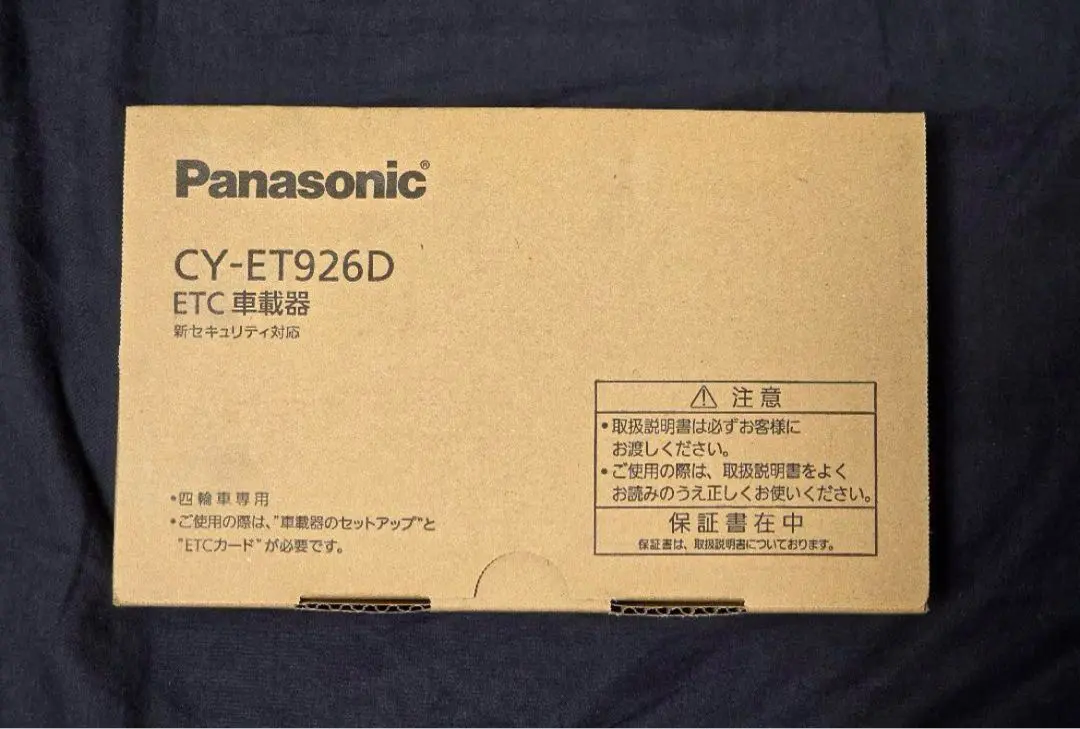 Panasonic®
CY-ET926D
ETC 車載器
新セキュリティ対応
⚠ 注意
•取扱説明書は必ずお客様に
お渡しください。
•ご使用の際は、取扱説明書をよく
お読みのうえ正しくお使いください。
保証書在中
保証書は、取扱説明書についております。
•四輪車専用
•ご使用の際は、"車載器のセットアップ"と
"ETCカード"が必要です。